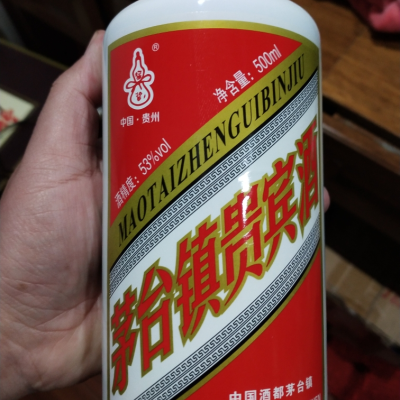 ®
中国·贵州
净含量：500ml
酒精度：53%vol
MAOTAIZHENGUIBINJIU
茅台镇贵宾酒
中国酒都茅台镇